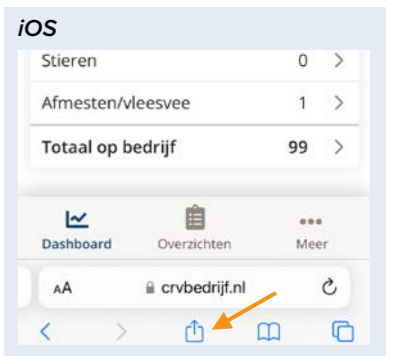 iOS
Stieren 0
Afmesten/vleesvee 1
Totaal op bedrijf 99
Dashboard Overzichten Meer
AA crvbedrijf.nl